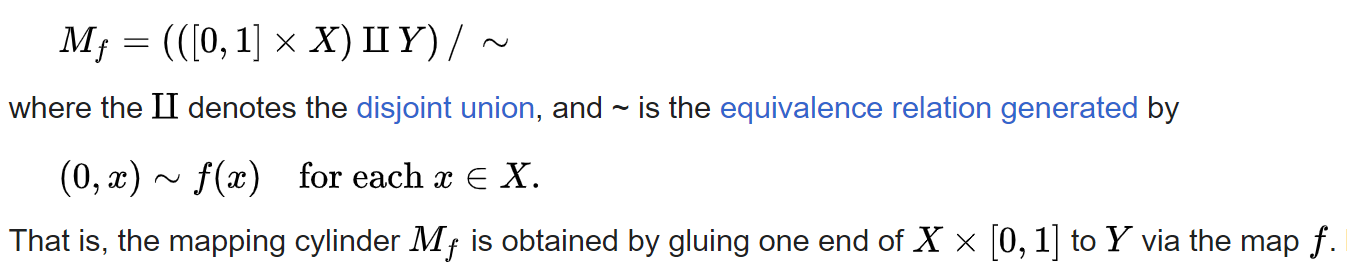 M_f = (([0, 1] × X) ⨿ Y) / ∼
where the ⨿ denotes the disjoint union, and ~ is the equivalence relation generated by
(0, x) ∼ f(x) for each x ∈ X.
That is, the mapping cylinder M_f is obtained by gluing one end of X × [0, 1] to Y via the map f.